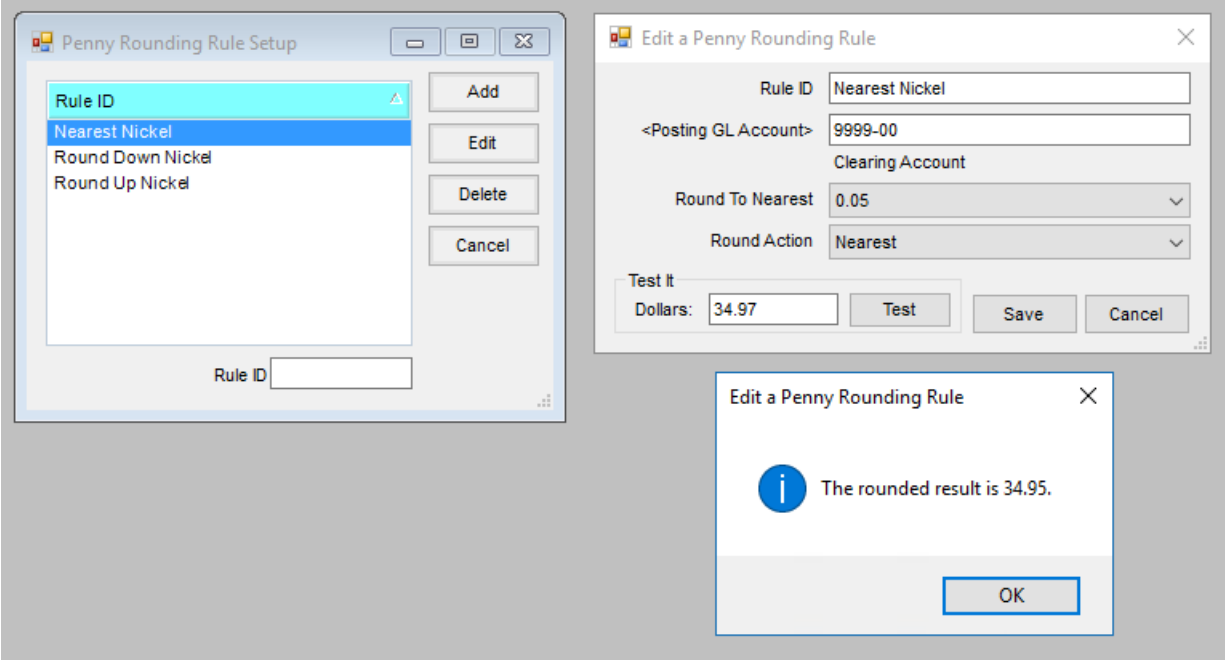 Penny Rounding Rule Setup
Rule ID
Nearest Nickel
Round Down Nickel
Round Up Nickel
Add
Edit
Delete
Cancel
Rule ID
Edit a Penny Rounding Rule
Rule ID Nearest Nickel
<Posting GL Account> 9999-00
Clearing Account
Round To Nearest 0.05
Round Action Nearest
Test It
Dollars: 34.97 Test Save Cancel
Edit a Penny Rounding Rule
The rounded result is 34.95.
OK